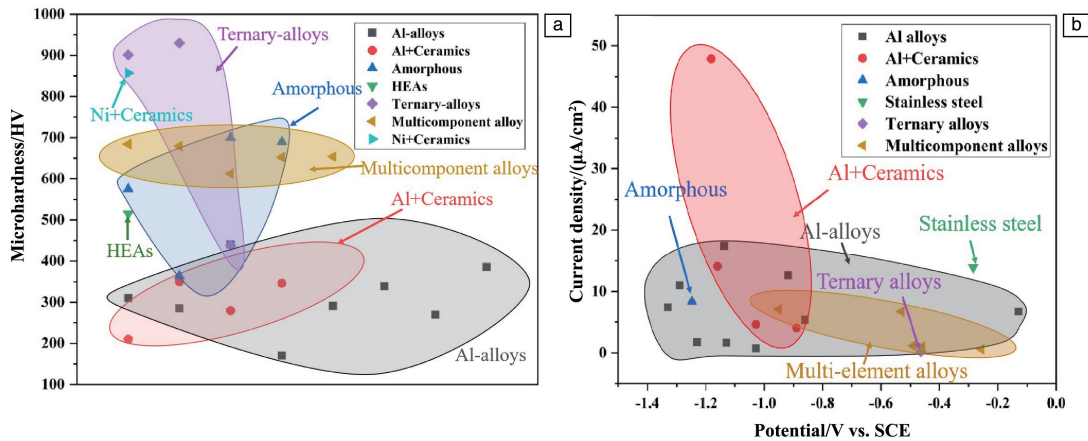 a
Microhardness/HV
1000
900
800
700
600
500
400
300
200
100
Al-alloys
Al+Ceramics
Amorphous
HEAs
Ternary-alloys
Multicomponent alloy
Ni+Ceramics
Ternary-alloys
Ni+Ceramics
Amorphous
Multicomponent alloys
Al+Ceramics
HEAs
Al-alloys
b
Current density/(μA/cm²)
50
40
30
20
10
0
Al alloys
Al+Ceramics
Amorphous
Stainless steel
Ternary alloys
Multicomponent alloys
Al+Ceramics
Amorphous
Stainless steel
Al-alloys
Ternary alloys
Multi-element alloys
-1.4 -1.2 -1.0 -0.8 -0.6 -0.4 -0.2 0.0
Potential/V vs. SCE